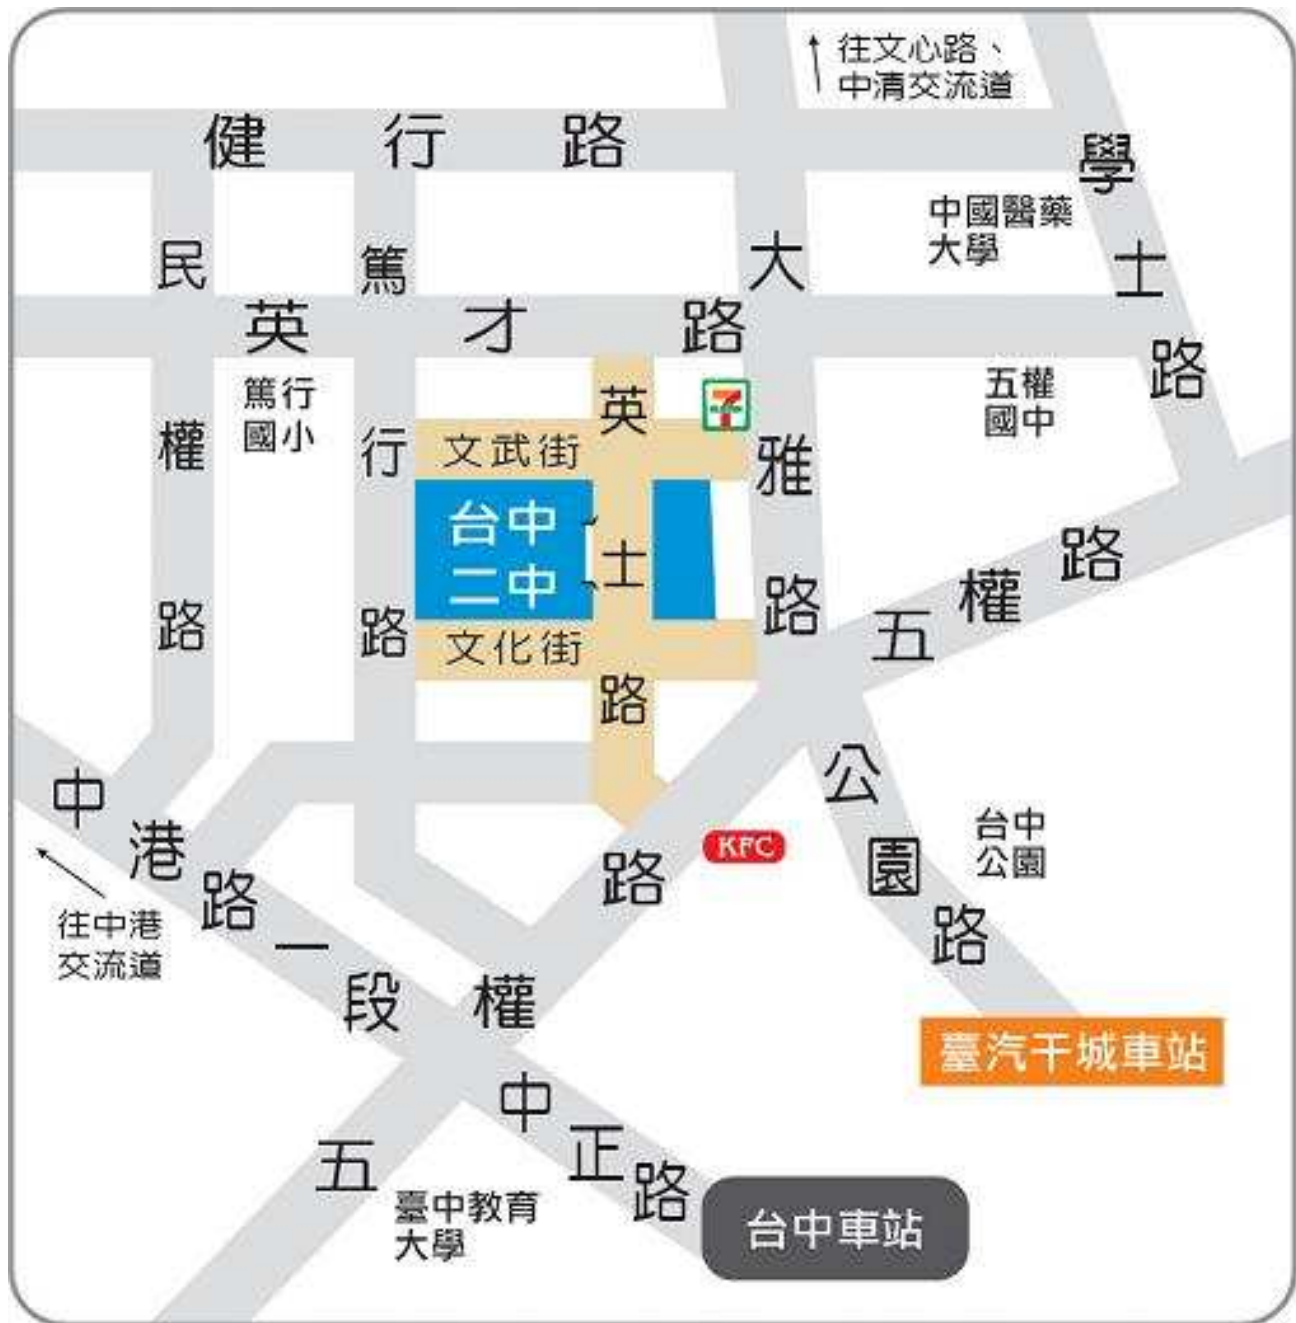 往文心路、
中清交流道
健行路
學士路
中國醫藥
大學
民權路
篤行路
大雅路
英才路
篤行
國小
英士路
7
ELEVEN
五權
國中
文武街
台中
二中
五權路
文化街
中港路一段
公園路
台中
公園
KFC
往中港
交流道
五權路
臺汽干城車站
中正路
臺中教育
大學
台中車站